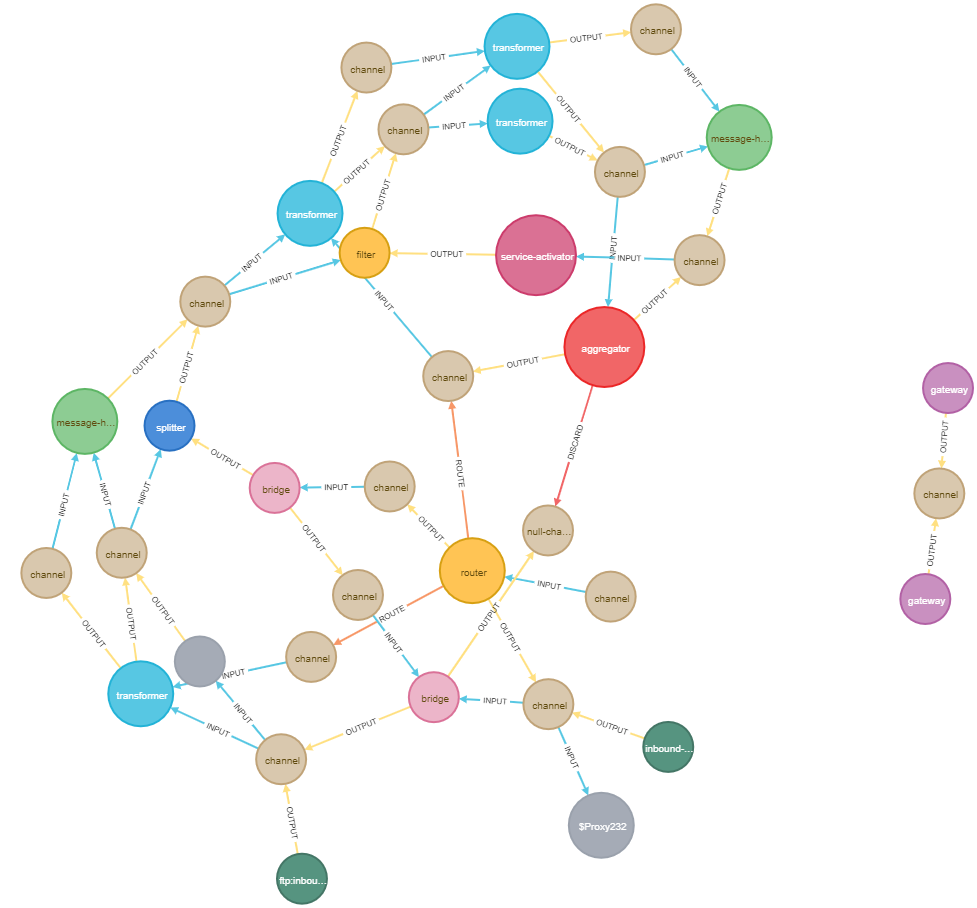 channel
OUTPUT
transformer
channel
INPUT
INPUT
INPUT
OUTPUT
transformer
channel
INPUT
OUTPUT
message-h...
OUTPUT
OUTPUT
INPUT
OUTPUT
channel
OUTPUT
OUTPUT
transformer
INPUT
filter
OUTPUT
service-activator
INPUT
INPUT
channel
INPUT
INPUT
OUTPUT
channel
aggregator
OUTPUT
OUTPUT
OUTPUT
channel
gateway
message-h...
splitter
OUTPUT
DISCARD
OUTPUT
ROUTE
bridge
INPUT
channel
INPUT
INPUT
INPUT
channel
OUTPUT
null-cha...
OUTPUT
channel
channel
OUTPUT
router
INPUT
channel
OUTPUT
channel
gateway
OUTPUT
OUTPUT
OUTPUT
ROUTE
OUTPUT
OUTPUT
INPUT
channel
INPUT
transformer
bridge
INPUT
channel
INPUT
INPUT
OUTPUT
OUTPUT
inbound-...
channel
INPUT
OUTPUT
$Proxy232
ftp:inbou...